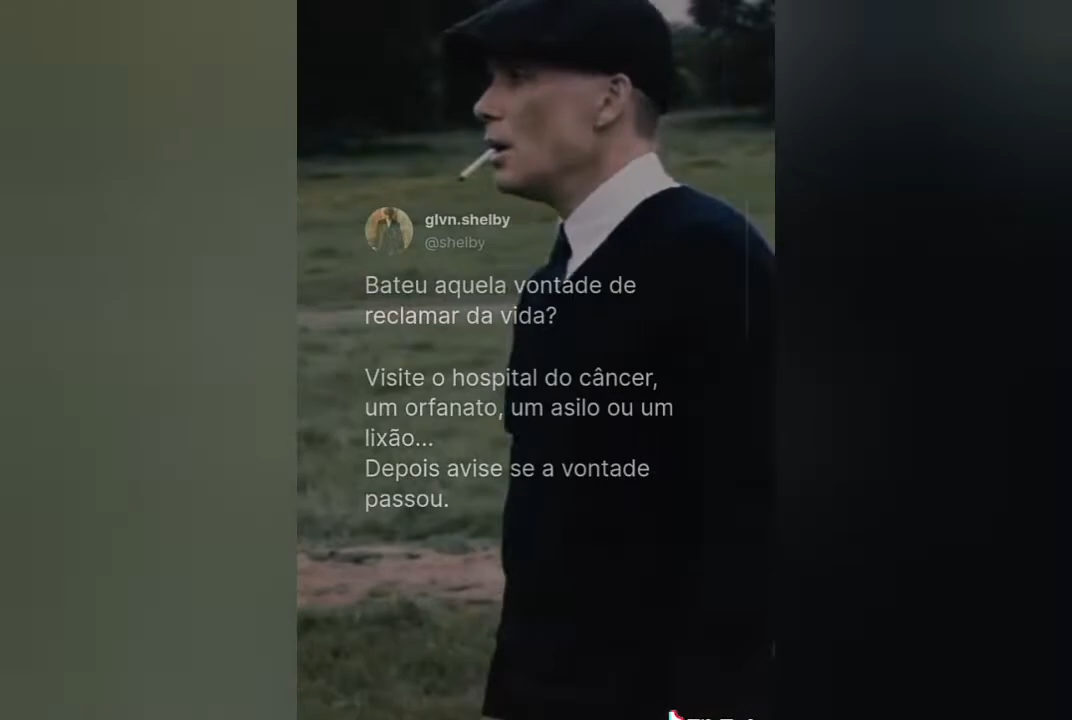 glvn.shelby
@shelby
Bateu aquela vontade de
reclamar da vida?
Visite o hospital do câncer,
um orfanato, um asilo ou um
lixão...
Depois avise se a vontade
passou.